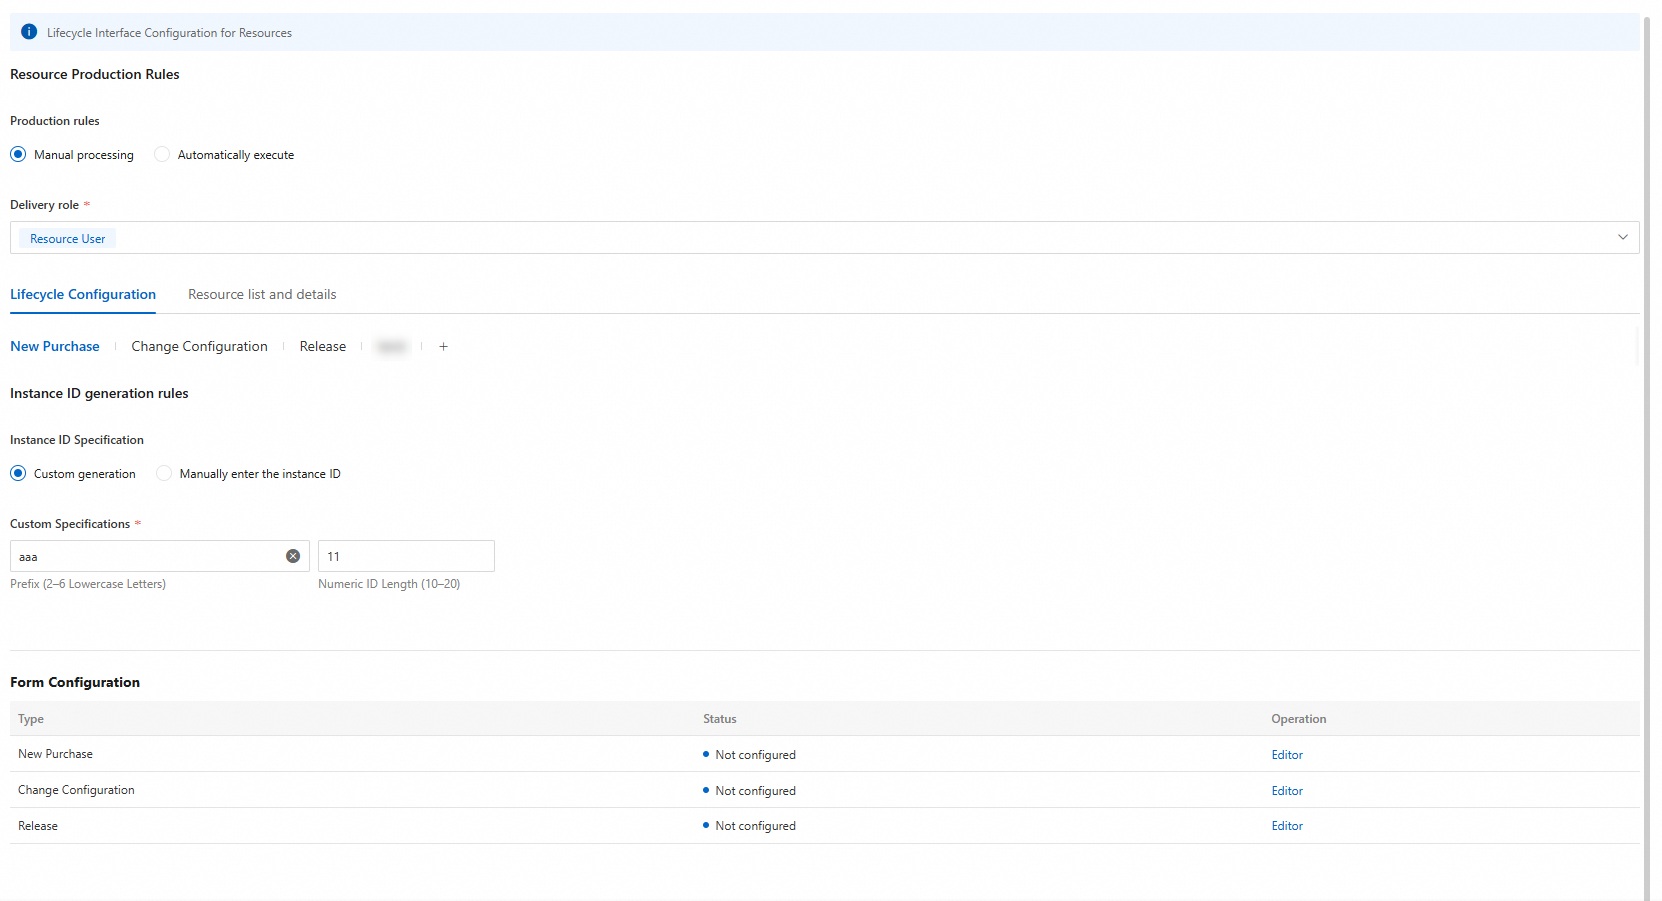 Lifecycle Interface Configuration for Resources
Resource Production Rules
Production rules
Manual processing Automatically execute
Delivery role *
Resource User
Lifecycle Configuration Resource list and details
New Purchase Change Configuration Release +
Instance ID generation rules
Instance ID Specification
Custom generation Manually enter the instance ID
Custom Specifications *
aaa 11
Prefix (2–6 Lowercase Letters) Numeric ID Length (10–20)
Form Configuration
Type Status Operation
New Purchase Not configured Editor
Change Configuration Not configured Editor
Release Not configured Editor